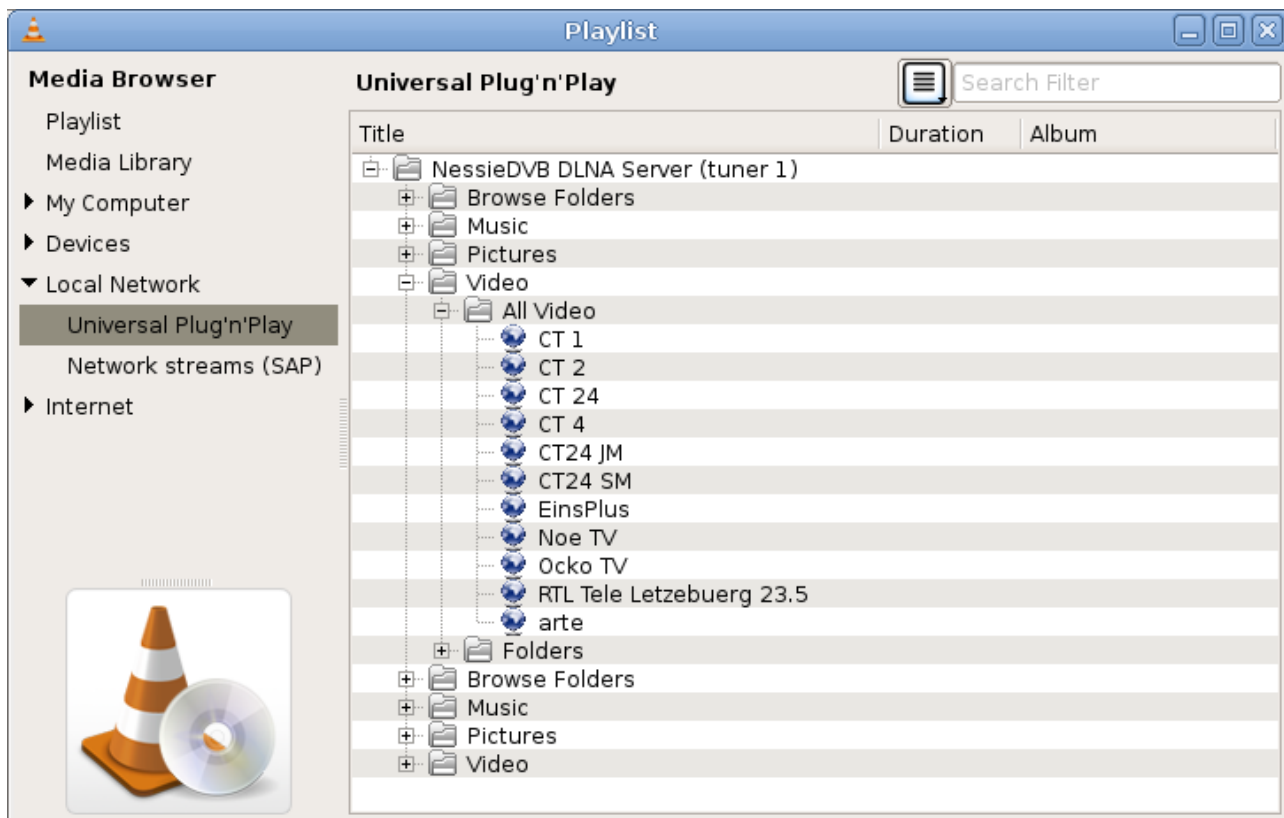 Playlist
Media Browser
Playlist
Media Library
My Computer
Devices
Local Network
Universal Plug'n'Play
Network streams (SAP)
Internet
Universal Plug'n'Play
Search Filter
Title Duration Album
NessieDVB DLNA Server (tuner 1)
Browse Folders
Music
Pictures
Video
All Video
CT 1
CT 2
CT 24
CT 4
CT24 JM
CT24 SM
EinsPlus
Noe TV
Ocko TV
RTL Tele Letzebuerg 23.5
arte
Folders
Browse Folders
Music
Pictures
Video